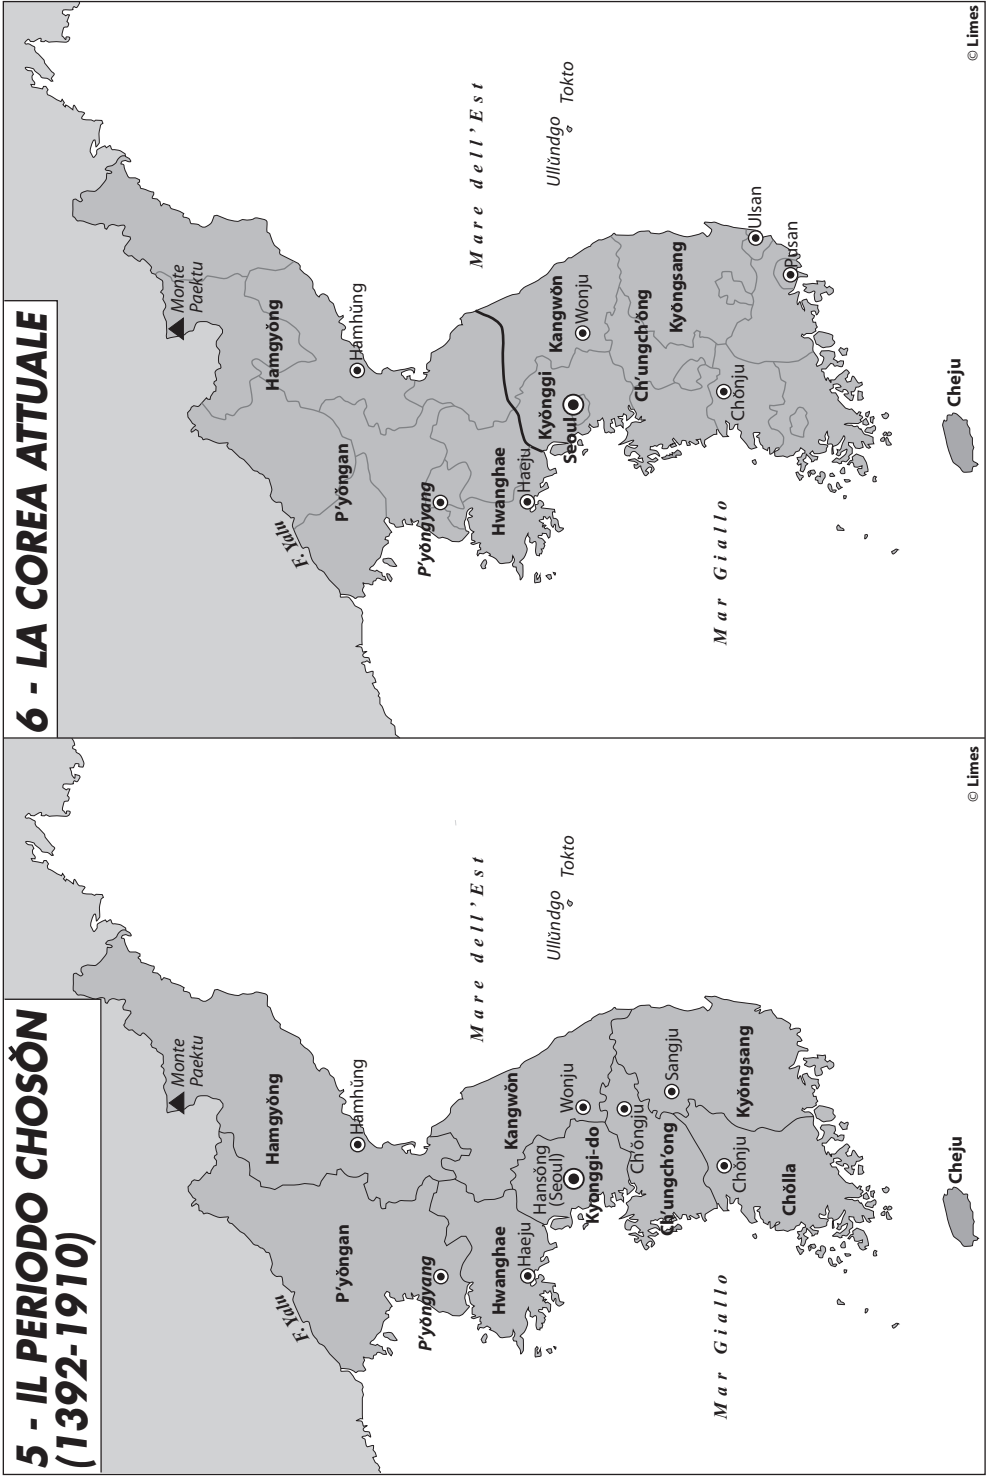 5 - IL PERIODO CHOSŎN
(1392-1910)
Monte
Paektu
Hamgyŏng
F. Yalu
P'yŏngan
Hamhŭng
P'yŏngyang
Mare dell'Est
Hwanghae
Haeju
Kangwŏn
Hansŏng
(Seoul)
Wonju
Ullŭndgo
Tokto
Kyonggi-do
Chŏngju
Ch'ungch'ong
Sangju
Mar Giallo
Chŏnju
Kyŏngsang
Chŏlla
Cheju
© Limes
6 - LA COREA ATTUALE
Monte
Paektu
Hamgyŏng
F. Yalu
P'yŏngan
Hamhŭng
P'yŏngyang
Mare dell'Est
Hwanghae
Haeju
Kangwŏn
Kyŏnggi
Seoul
Wonju
Ullŭndgo
Tokto
Ch'ungch'ŏng
Kyŏngsang
Mar Giallo
Chŏnju
Ulsan
Pusan
Cheju
© Limes